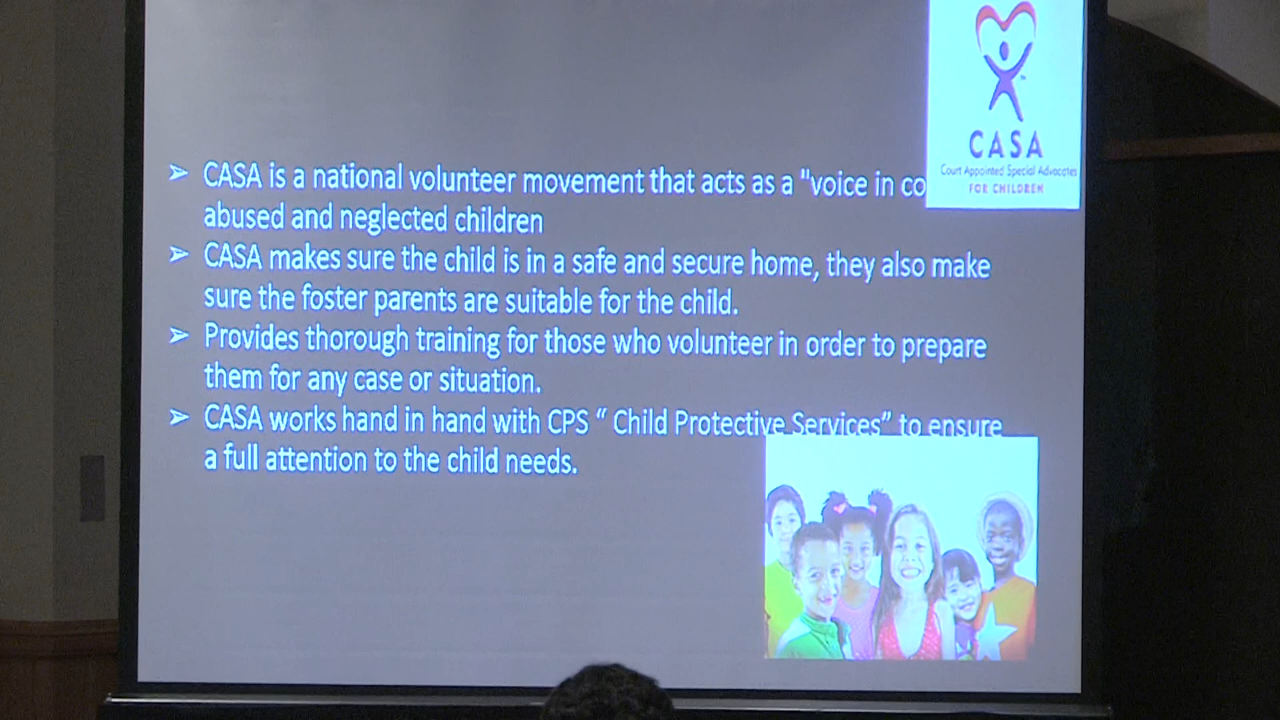 CASA
Court Appointed Special Advocates
FOR CHILDREN
➢ CASA is a national volunteer movement that acts as a "voice in co
abused and neglected children
➢ CASA makes sure the child is in a safe and secure home, they also make
sure the foster parents are suitable for the child.
➢ Provides thorough training for those who volunteer in order to prepare
them for any case or situation.
➢ CASA works hand in hand with CPS “ Child Protective Services” to ensure
a full attention to the child needs.